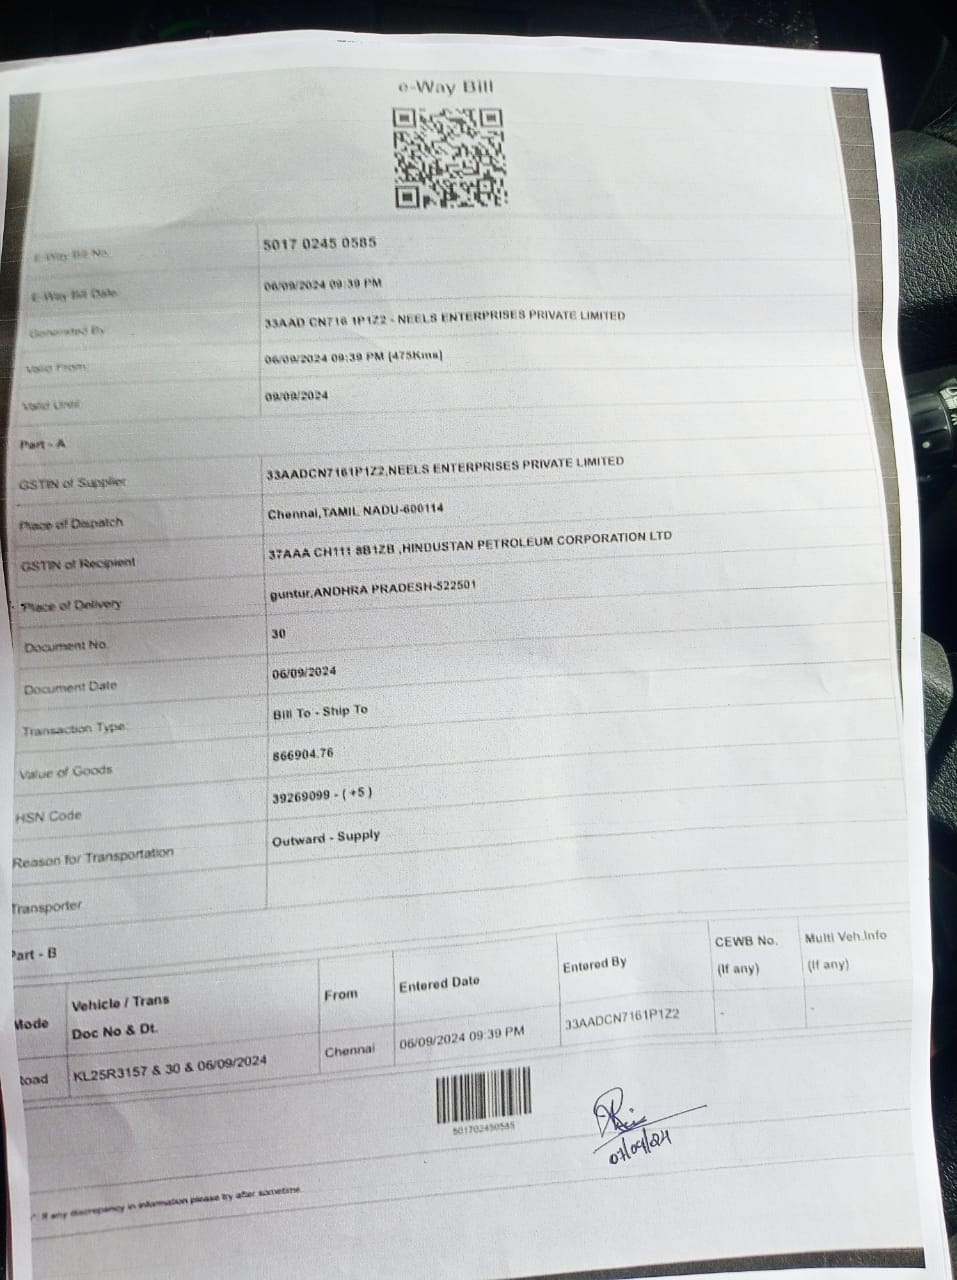 e-Way Bill
E-Way Bill No. 5017 0245 0585
E-Way Bill Date 06/09/2024 09:39 PM
Generated By 33AAD CN716 1P1Z2 - NEELS ENTERPRISES PRIVATE LIMITED
Valid From 06/09/2024 09:39 PM [475Kms]
Valid Until 09/09/2024
Part - A
GSTIN of Supplier 33AADCN7161P1Z2,NEELS ENTERPRISES PRIVATE LIMITED
Place of Dispatch Chennai,TAMIL NADU-600114
GSTIN of Recipient 37AAA CH111 8B1ZB ,HINDUSTAN PETROLEUM CORPORATION LTD
Place of Delivery guntur,ANDHRA PRADESH-522501
Document No. 30
Document Date 06/09/2024
Transaction Type: Bill To - Ship To
Value of Goods 866904.76
HSN Code 39269099 - ( +5 )
Reason for Transportation Outward - Supply
Transporter
Part - B
Mode Vehicle / Trans Doc No & Dt. From Entered Date Entered By CEWB No. (If any) Multi Veh.Info (If any)
Road KL25R3157 & 30 & 06/09/2024 Chennai 06/09/2024 09:39 PM 33AADCN7161P1Z2 - -
501702450585
07/09/24
If any discrepancy in information please try after sometime.